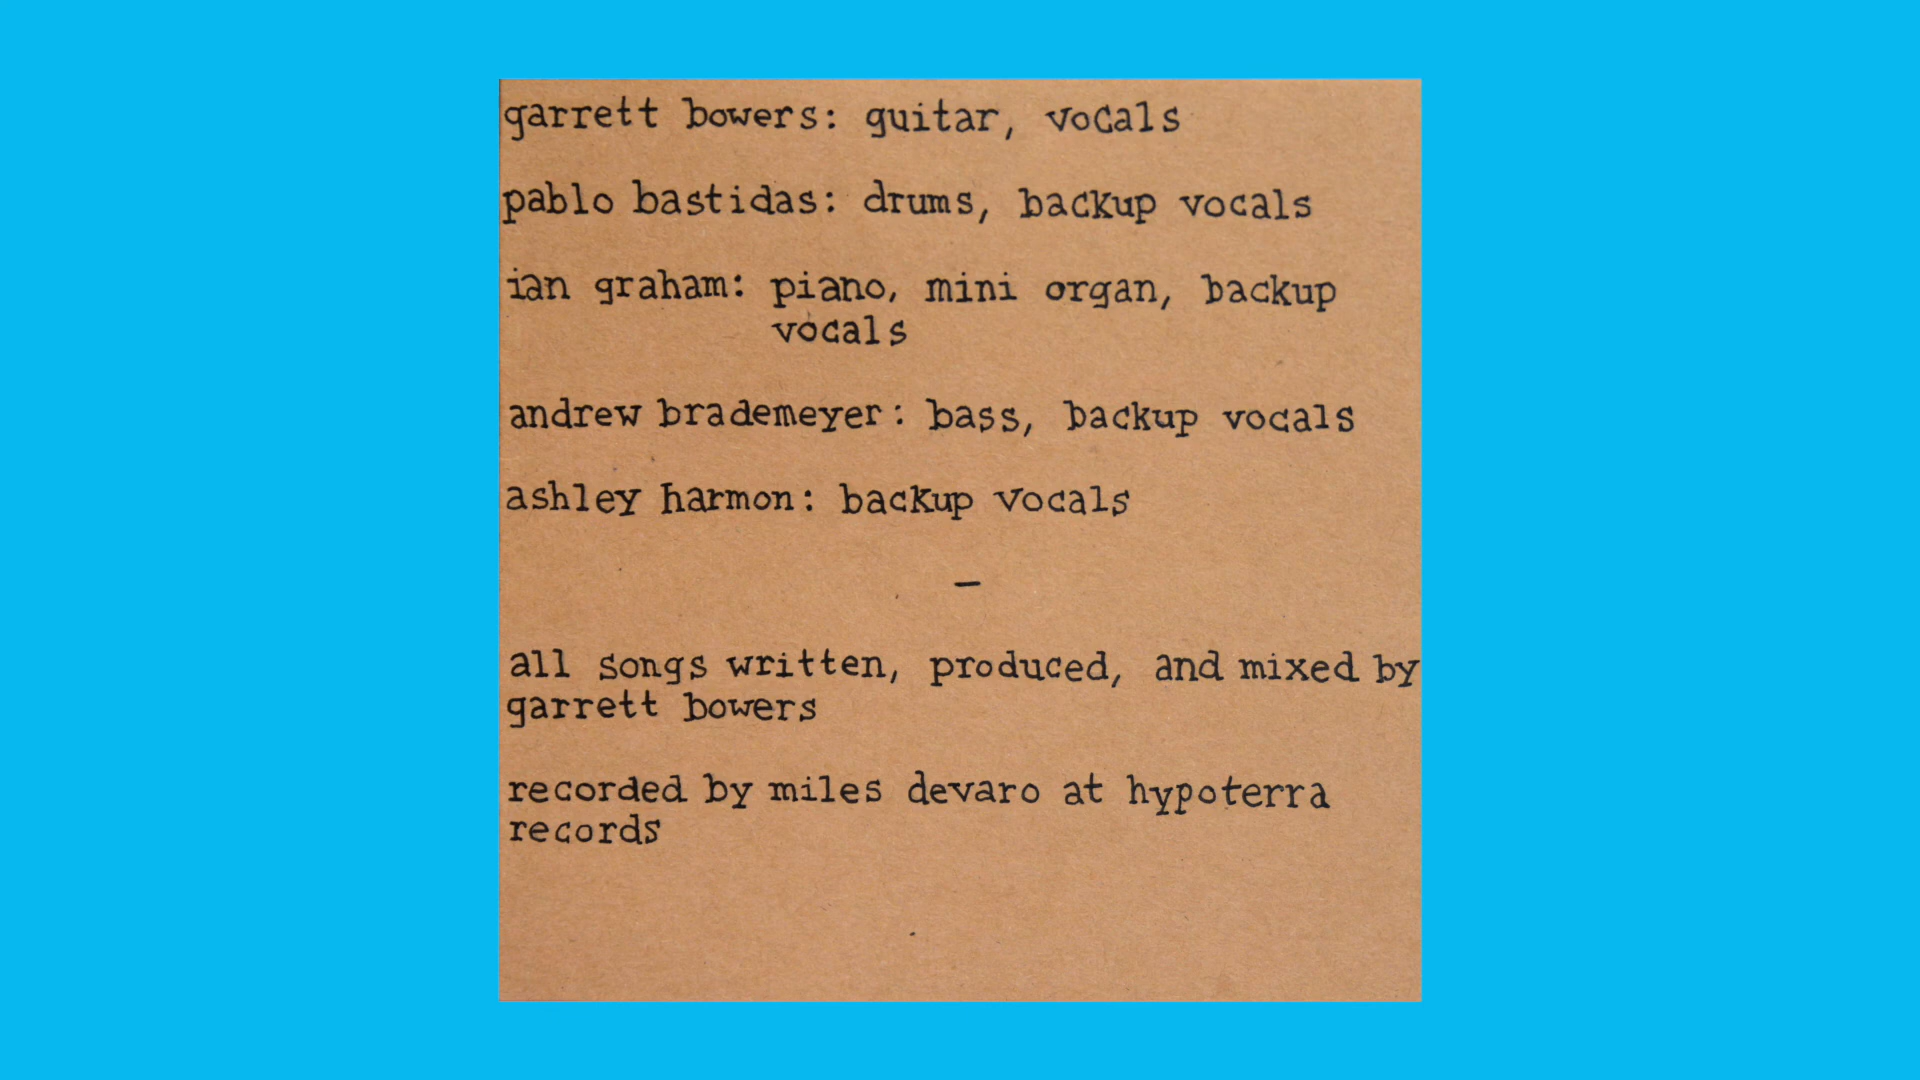 garrett bowers: guitar, vocals
pablo bastidas: drums, backup vocals
ian graham: piano, mini organ, backup
vocals
andrew brademeyer: bass, backup vocals
ashley harmon: backup vocals
—
all songs written, produced, and mixed by
garrett bowers
recorded by miles devaro at hypoterra
records